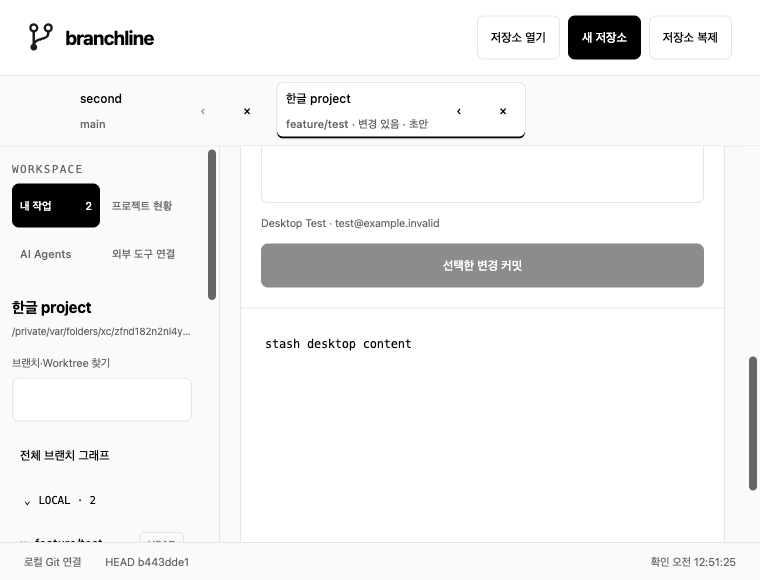 branchline
저장소 열기
새 저장소
저장소 복제
second
main
‹
×
한글 project
feature/test · 변경 있음 · 초안
‹
×
WORKSPACE
내 작업 2
프로젝트 현황
AI Agents
외부 도구 연결
한글 project
/private/var/folders/xc/zfnd182n2nl4y...
브랜치·Worktree 찾기
전체 브랜치 그래프
⌄ LOCAL · 2
feature/test
HEAD
Desktop Test · test@example.invalid
선택한 변경 커밋
stash desktop content
로컬 Git 연결
HEAD b443dde1
확인 오전 12:51:25